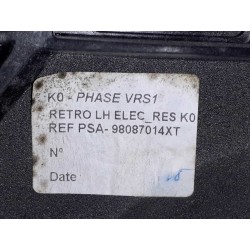 K0 - PHASE VRS1
RETRO LH ELEC_RES K0
REF PSA- 98087014XT
N°
Date